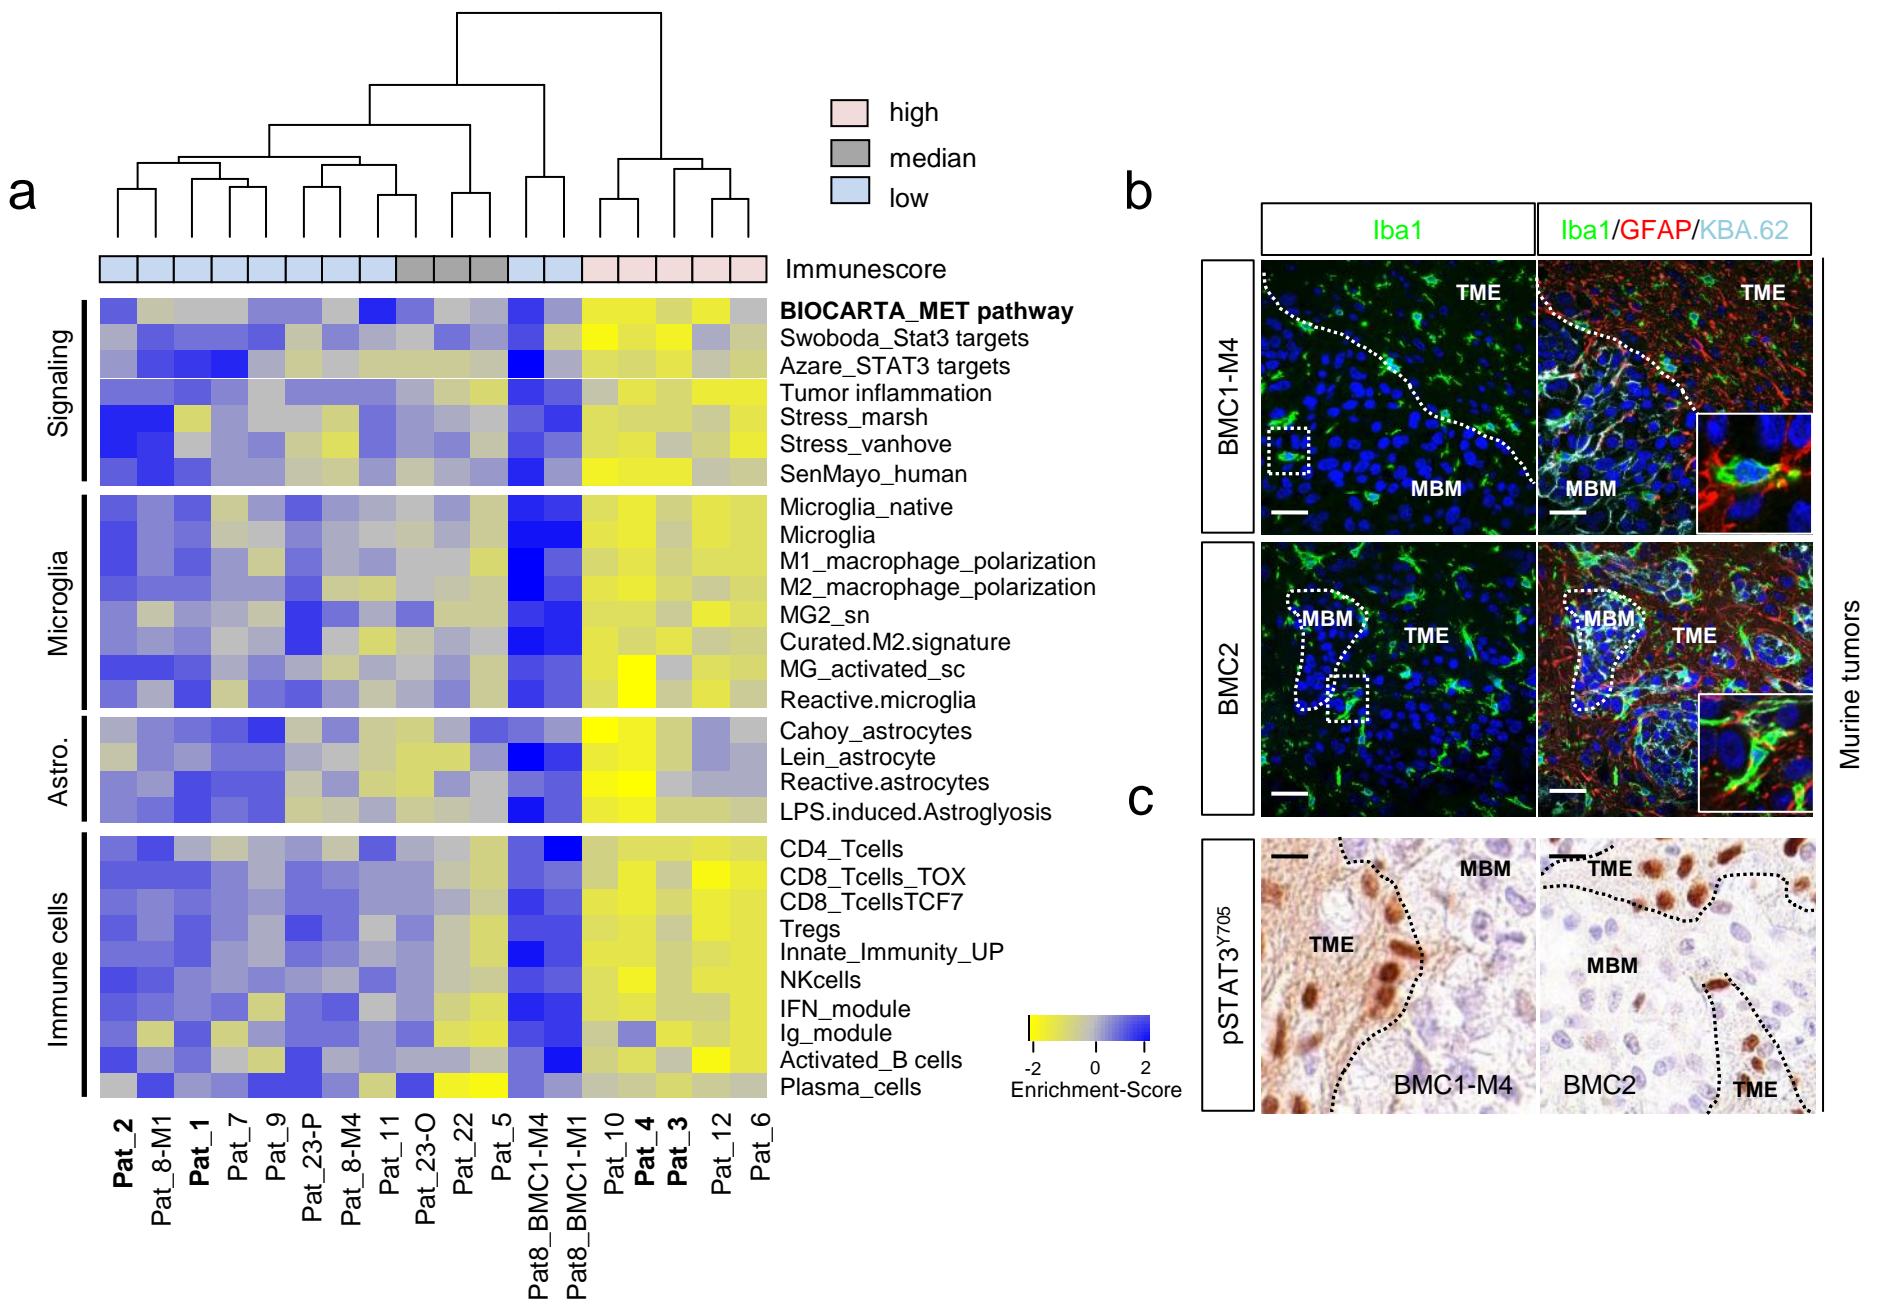 a
high
median
low
Immunescore
Signaling
BIOCARTA_MET pathway
Swoboda_Stat3 targets
Azare_STAT3 targets
Tumor inflammation
Stress_marsh
Stress_vanhove
SenMayo_human
Microglia
Microglia_native
Microglia
M1_macrophage_polarization
M2_macrophage_polarization
MG2_sn
Curated.M2.signature
MG_activated_sc
Reactive.microglia
Astro.
Cahoy_astrocytes
Lein_astrocyte
Reactive.astrocytes
LPS.induced.Astroglyosis
Immune cells
CD4_Tcells
CD8_Tcells_TOX
CD8_TcellsTCF7
Tregs
Innate_Immunity_UP
NKcells
IFN_module
Ig_module
Activated_B cells
Plasma_cells
-2 0 2
Enrichment-Score
Pat_2
Pat_8-M1
Pat_1
Pat_7
Pat_9
Pat_23-P
Pat_8-M4
Pat_11
Pat_23-O
Pat_22
Pat_5
Pat8_BMC1-M4
Pat8_BMC1-M1
Pat_10
Pat_4
Pat_3
Pat_12
Pat_6
b
Iba1
Iba1/GFAP/KBA.62
BMC1-M4
TME
MBM
TME
MBM
BMC2
MBM
TME
MBM
TME
Murine tumors
c
pSTAT3Y705
MBM
TME
BMC1-M4
TME
MBM
BMC2
TME